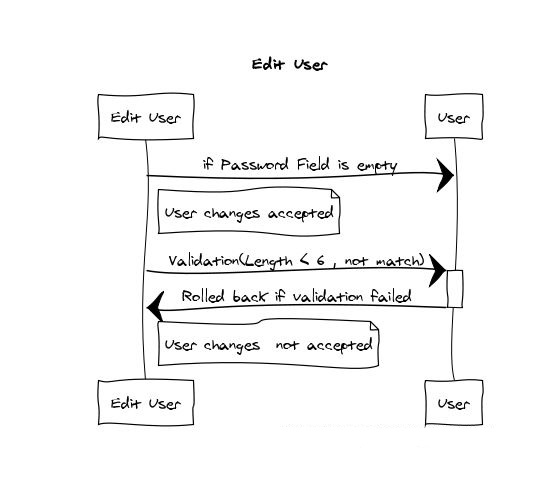 Edit User
Edit User
User
if Password Field is empty
User changes accepted
Validation(Length < 6 , not match)
Rolled back if validation failed
User changes not accepted
Edit User
User